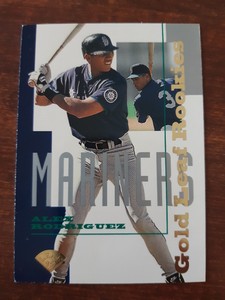 MARINERS
ALEX
RODRIGUEZ
Gold Leaf Rookies